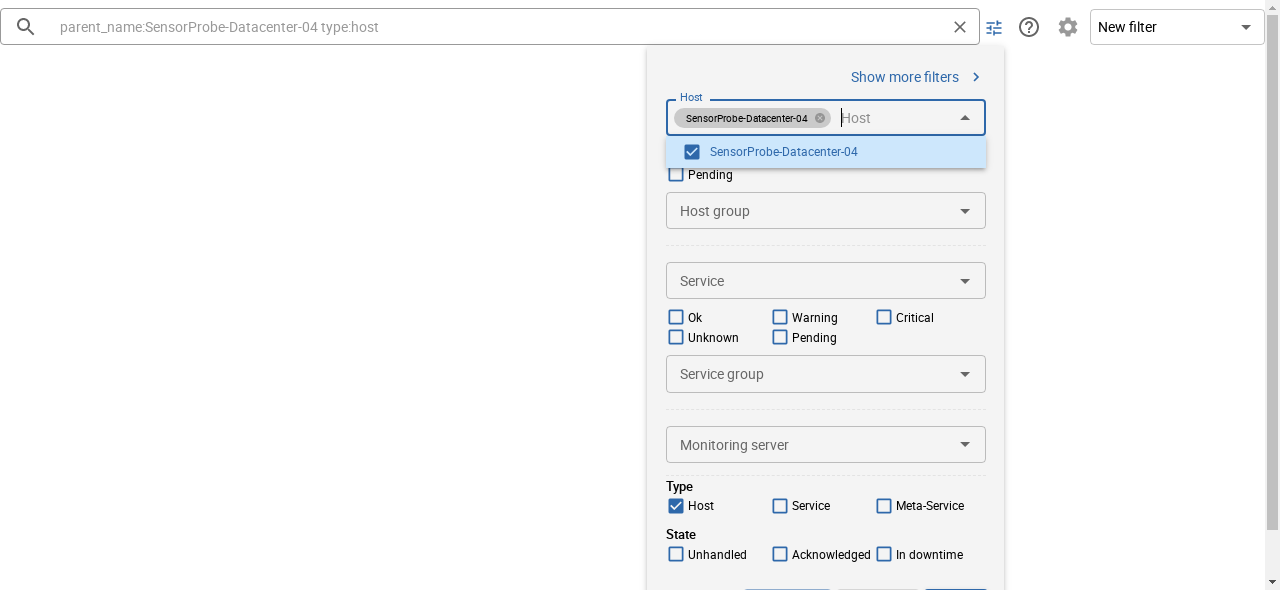 parent_name:SensorProbe-Datacenter-04 type:host
New filter
Show more filters
Host
SensorProbe-Datacenter-04
Host
SensorProbe-Datacenter-04
Pending
Host group
Service
Ok Warning Critical
Unknown Pending
Service group
Monitoring server
Type
Host Service Meta-Service
State
Unhandled Acknowledged In downtime